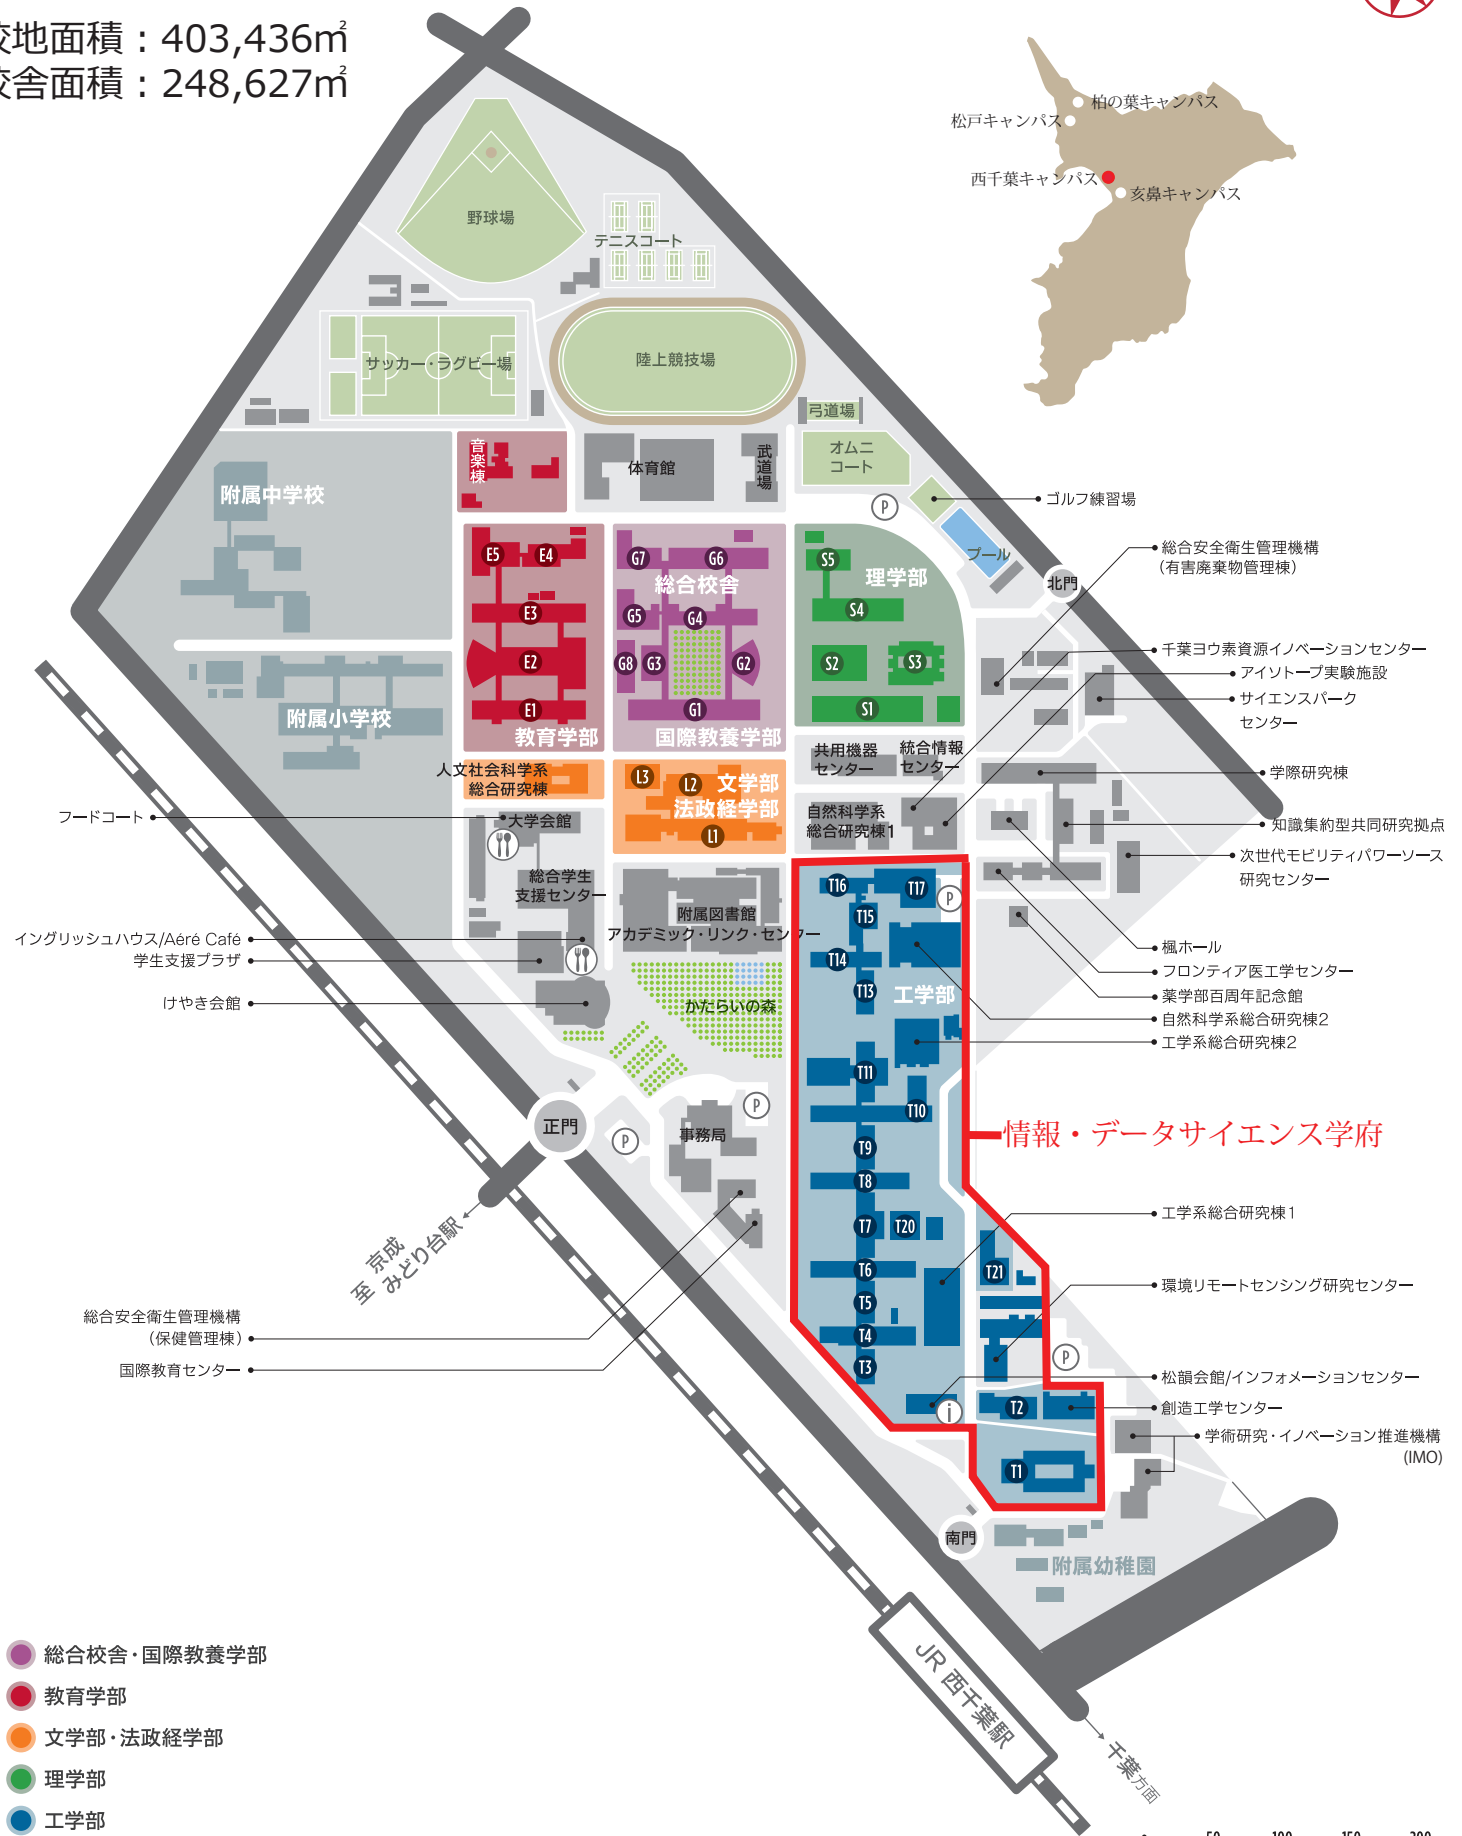 校地面積：403,436㎡
校舎面積：248,627㎡
柏の葉キャンパス
松戸キャンパス
西千葉キャンパス
亥鼻キャンパス
野球場
テニスコート
サッカー・ラグビー場
陸上競技場
弓道場
オムニ
コート
音楽棟
体育館
武道場
P
ゴルフ練習場
プール
北門
附属中学校
E5
E4
E3
E2
E1
教育学部
G7
G6
総合校舎
G5
G4
G8
G3
G2
G1
国際教養学部
S5
理学部
S4
S2
S3
S1
総合安全衛生管理機構
(有害廃棄物管理棟)
千葉ヨウ素資源イノベーションセンター
アイソトープ実験施設
サイエンスパーク
センター
附属小学校
人文社会科学系
総合研究棟
L3
L2
文学部
法政経学部
L1
共用機器
センター
統合情報
センター
自然科学系
総合研究棟1
学際研究棟
知識集約型共同研究拠点
次世代モビリティパワーソース
研究センター
フードコート
大学会館
総合学生
支援センター
附属図書館
アカデミック・リンク・センター
イングリッシュハウス/Aéré Café
学生支援プラザ
けやき会館
かたらいの森
T16
T17
P
T15
T14
T13
工学部
T11
T10
T9
T8
T7
T20
T6
T5
T4
T3
T21
T2
T1
楓ホール
フロンティア医工学センター
薬学部百周年記念館
自然科学系総合研究棟2
工学系総合研究棟2
情報・データサイエンス学府
工学系総合研究棟1
環境リモートセンシング研究センター
P
松韻会館/インフォメーションセンター
i
創造工学センター
学術研究・イノベーション推進機構
(IMO)
正門
P
P
事務局
至 京成
みどり台駅
総合安全衛生管理機構
(保健管理棟)
国際教育センター
南門
附属幼稚園
JR 西千葉駅
千葉方面
総合校舎・国際教養学部
教育学部
文学部・法政経学部
理学部
工学部
50
100
150
200